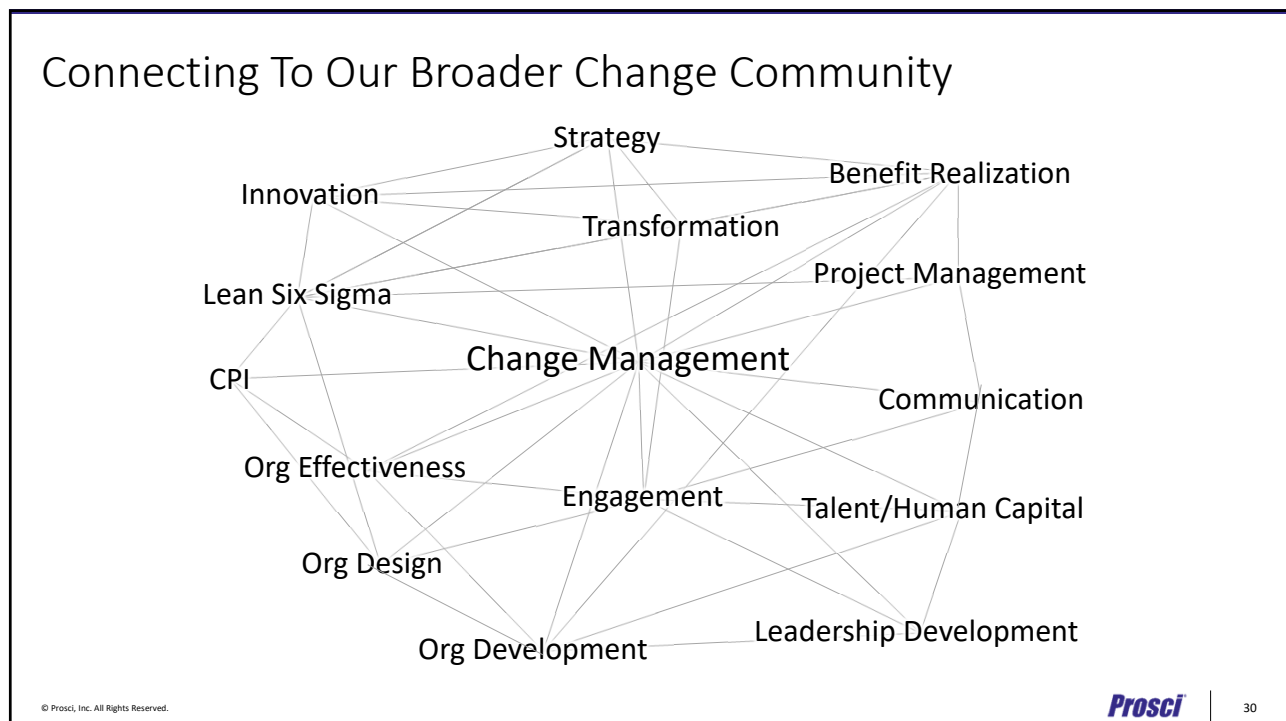 Connecting To Our Broader Change Community
Strategy
Benefit Realization
Innovation
Transformation
Project Management
Lean Six Sigma
Change Management
CPI
Communication
Org Effectiveness
Engagement
Talent/Human Capital
Org Design
Leadership Development
Org Development
© Prosci, Inc. All Rights Reserved.
Prosci
30